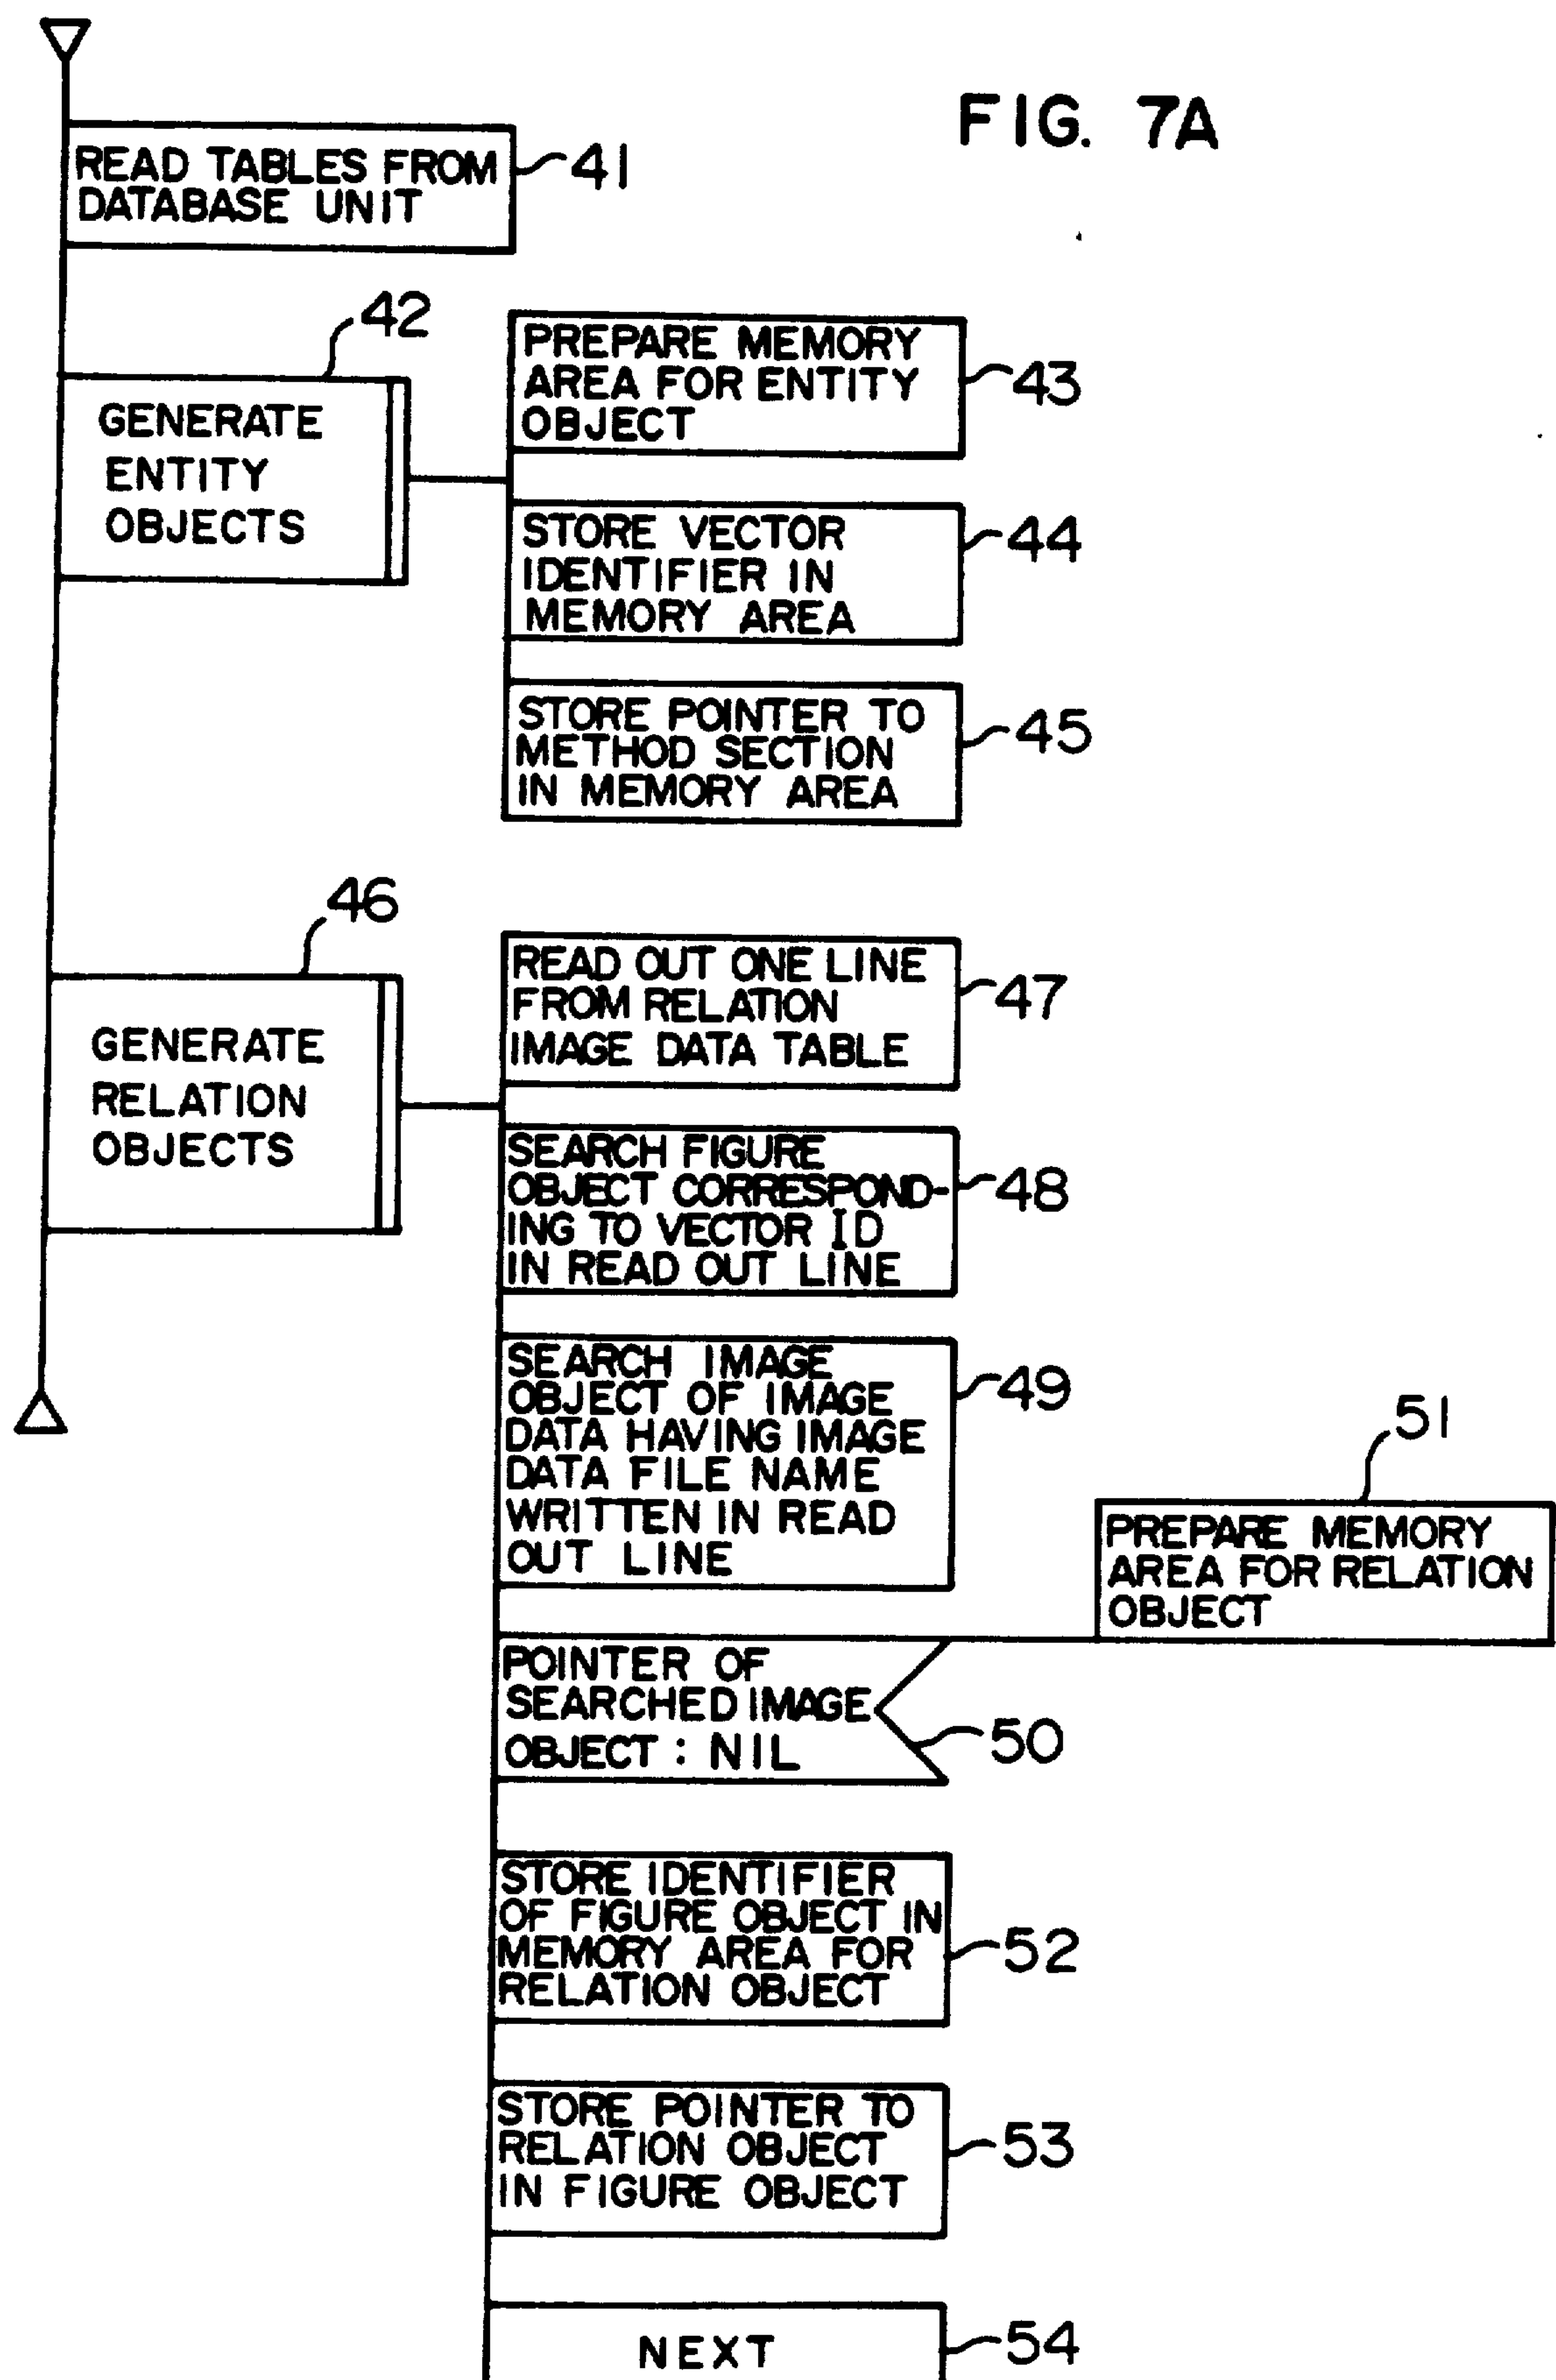 FIG. 7A
READ TABLES FROM
DATABASE UNIT
41
42
GENERATE
ENTITY
OBJECTS
PREPARE MEMORY
AREA FOR ENTITY
OBJECT
43
STORE VECTOR
IDENTIFIER IN
MEMORY AREA
44
STORE POINTER TO
METHOD SECTION
IN MEMORY AREA
45
46
GENERATE
RELATION
OBJECTS
READ OUT ONE LINE
FROM RELATION
IMAGE DATA TABLE
47
SEARCH FIGURE
OBJECT CORRESPOND-
ING TO VECTOR ID
IN READ OUT LINE
48
SEARCH IMAGE
OBJECT OF IMAGE
DATA HAVING IMAGE
DATA FILE NAME
WRITTEN IN READ
OUT LINE
49
POINTER OF
SEARCHED IMAGE
OBJECT : NIL
50
51
PREPARE MEMORY
AREA FOR RELATION
OBJECT
STORE IDENTIFIER
OF FIGURE OBJECT IN
MEMORY AREA FOR
RELATION OBJECT
52
STORE POINTER TO
RELATION OBJECT
IN FIGURE OBJECT
53
NEXT
54